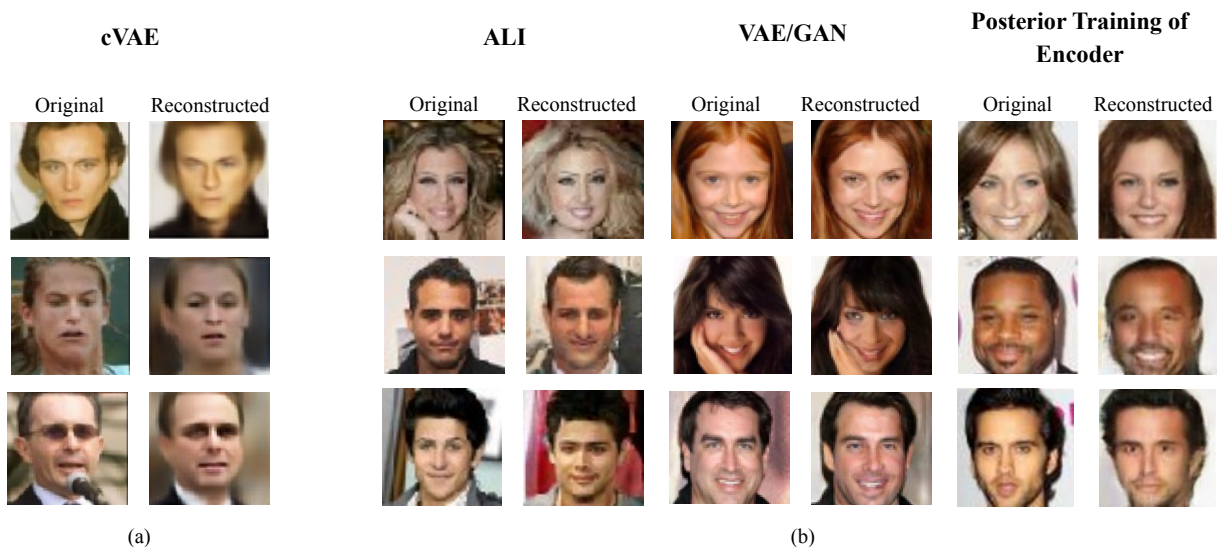 cVAE
ALI
VAE/GAN
Posterior Training of
Encoder
Original Reconstructed
Original Reconstructed
Original Reconstructed
Original Reconstructed
(a)
(b)